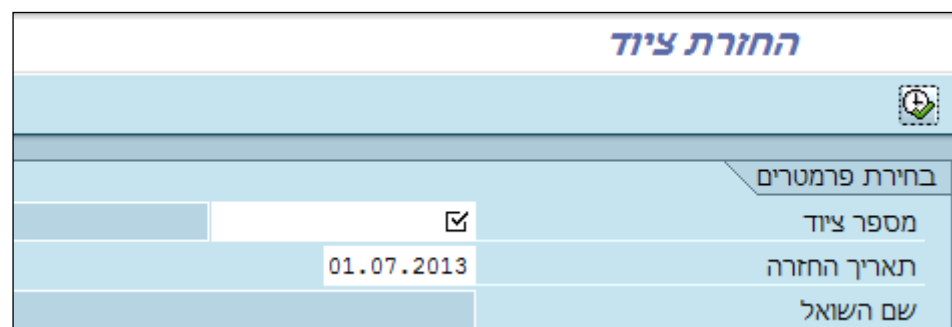 החזרת ציוד
בחירת פרמטרים
מספר ציוד
תאריך החזרה 01.07.2013
שם השואל